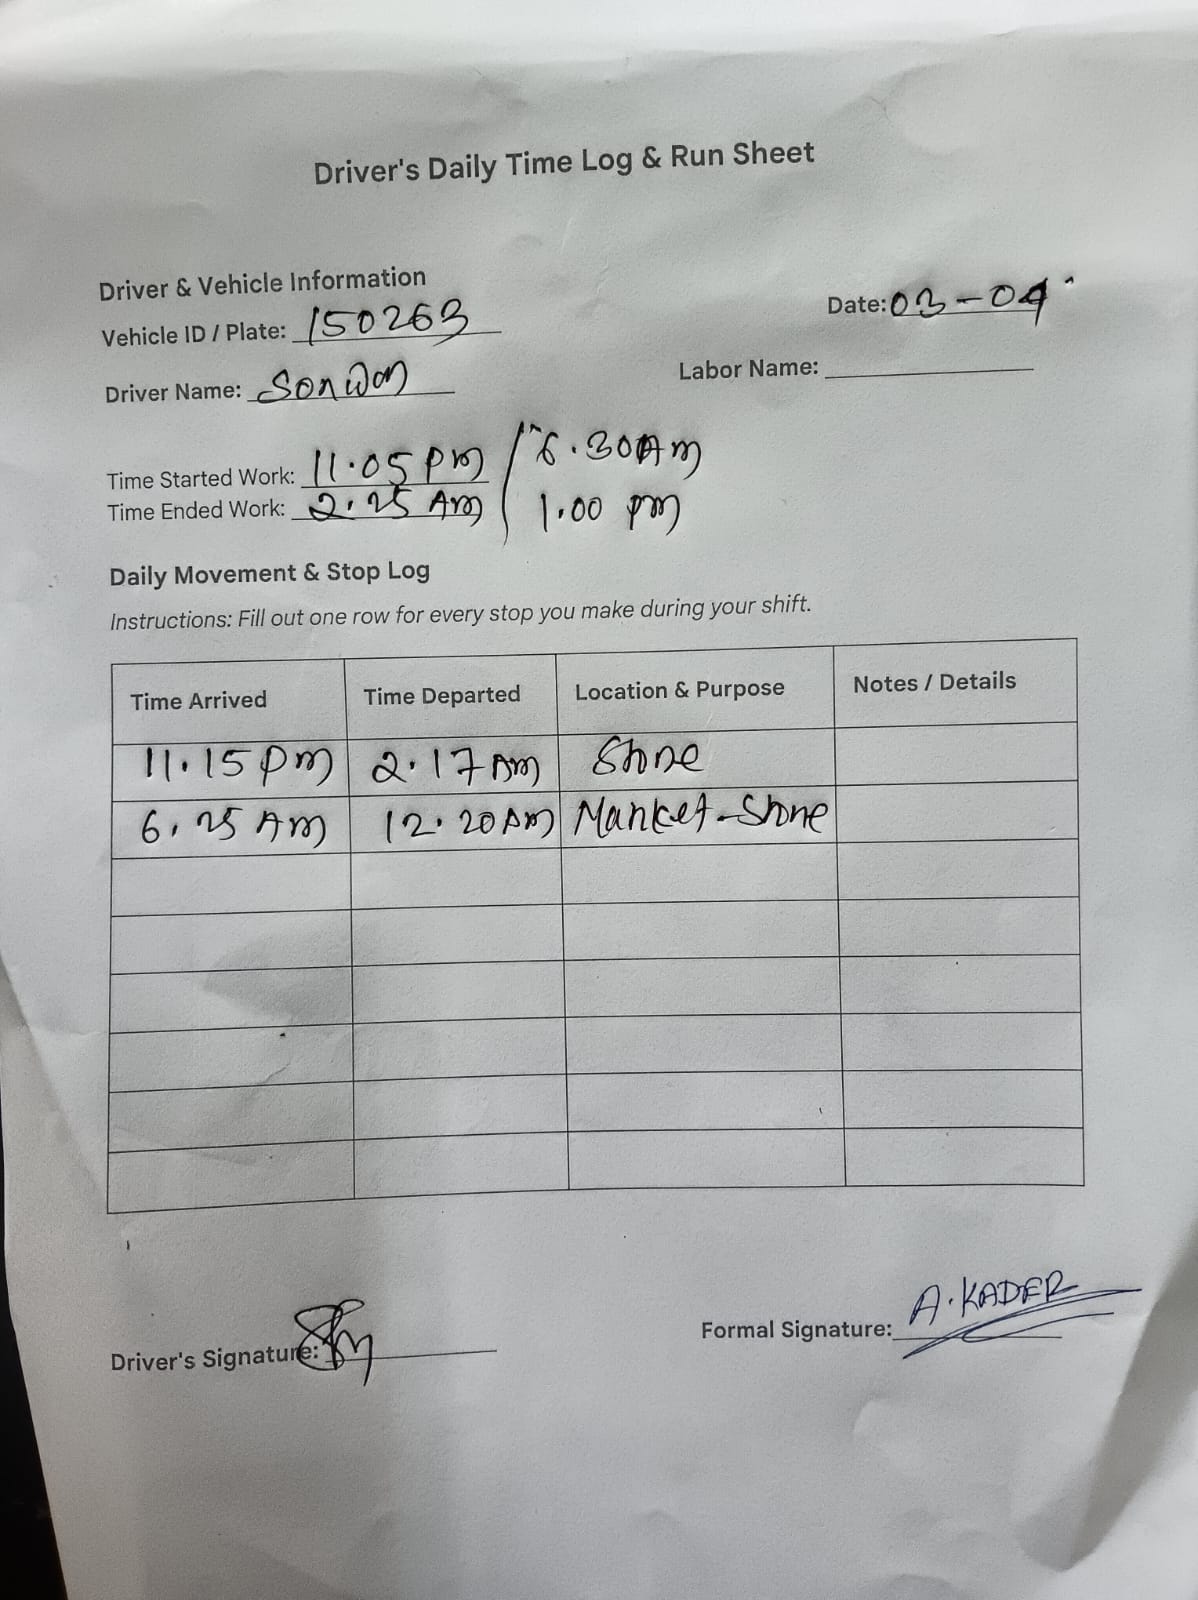 Driver's Daily Time Log & Run Sheet
Driver & Vehicle Information
Vehicle ID / Plate: 150263
Date: 03-04
Driver Name:
Labor Name:
Time Started Work: 11.05 pm / 6.30 Am
Time Ended Work: 2.25 Am / 1.00 pm
Daily Movement & Stop Log
Instructions: Fill out one row for every stop you make during your shift.
Time Arrived Time Departed Location & Purpose Notes / Details
11.15 pm 2.17 Am Store
6.25 Am 12.20 Am Market-Store
Driver's Signature:
Formal Signature: A. KADER